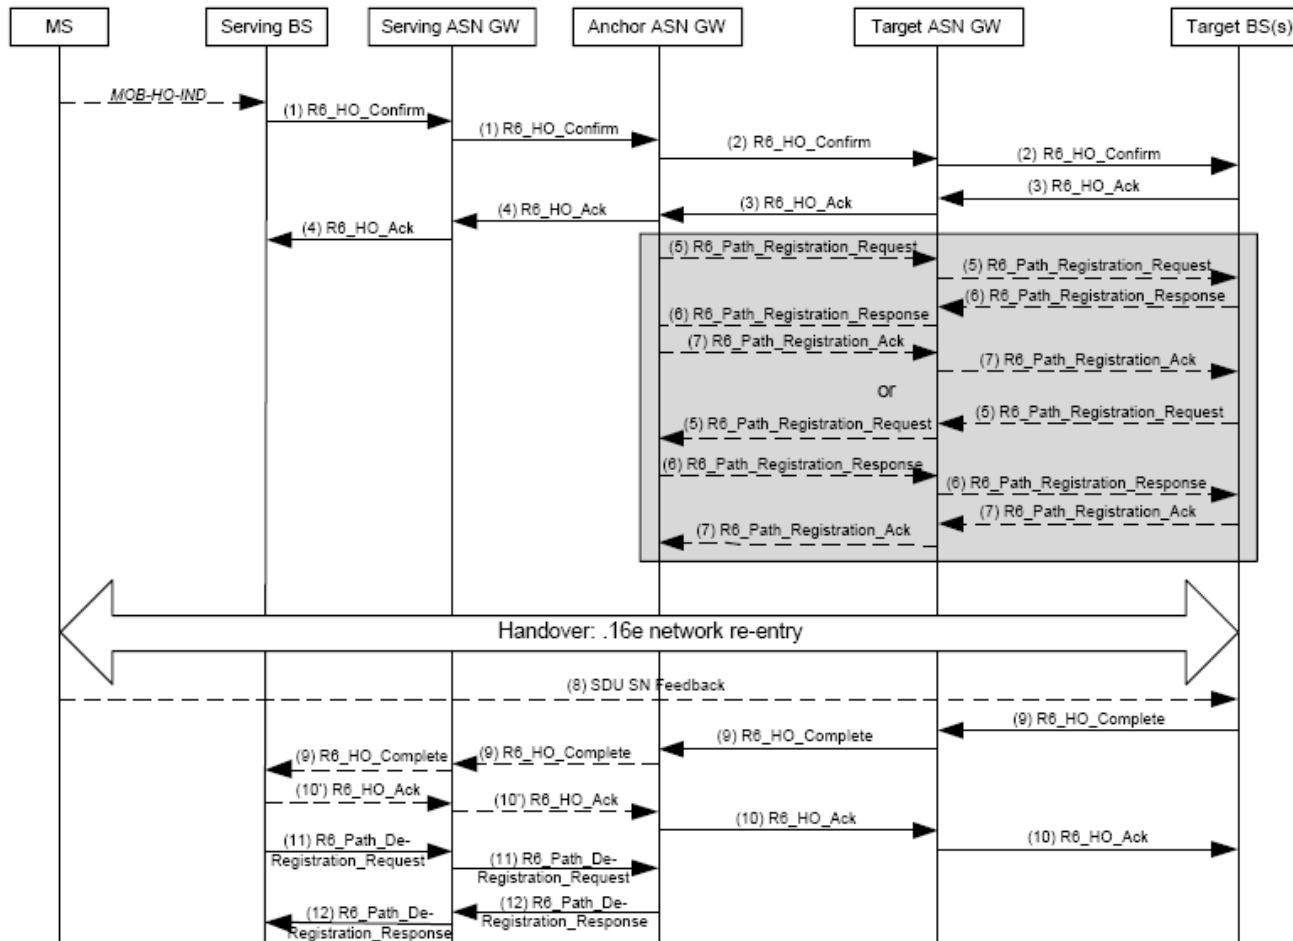 MS
Serving BS
Serving ASN GW
Anchor ASN GW
Target ASN GW
Target BS(s)
MOB-HO-IND
(1) R6_HO_Confirm
(1) R6_HO_Confirm
(2) R6_HO_Confirm
(2) R6_HO_Confirm
(3) R6_HO_Ack
(3) R6_HO_Ack
(4) R6_HO_Ack
(4) R6_HO_Ack
(5) R6_Path_Registration_Request
(5) R6_Path_Registration_Request
(6) R6_Path_Registration_Response
(6) R6_Path_Registration_Response
(7) R6_Path_Registration_Ack
(7) R6_Path_Registration_Ack
or
(5) R6_Path_Registration_Request
(5) R6_Path_Registration_Request
(6) R6_Path_Registration_Response
(6) R6_Path_Registration_Response
(7) R6_Path_Registration_Ack
(7) R6_Path_Registration_Ack
Handover: .16e network re-entry
(8) SDU SN Feedback
(9) R6_HO_Complete
(9) R6_HO_Complete
(9) R6_HO_Complete
(9) R6_HO_Complete
(10') R6_HO_Ack
(10') R6_HO_Ack
(10) R6_HO_Ack
(10) R6_HO_Ack
(11) R6_Path_De-
Registration_Request
(11) R6_Path_De-
Registration_Request
(12) R6_Path_De-
Registration_Response
(12) R6_Path_De-
Registration_Response